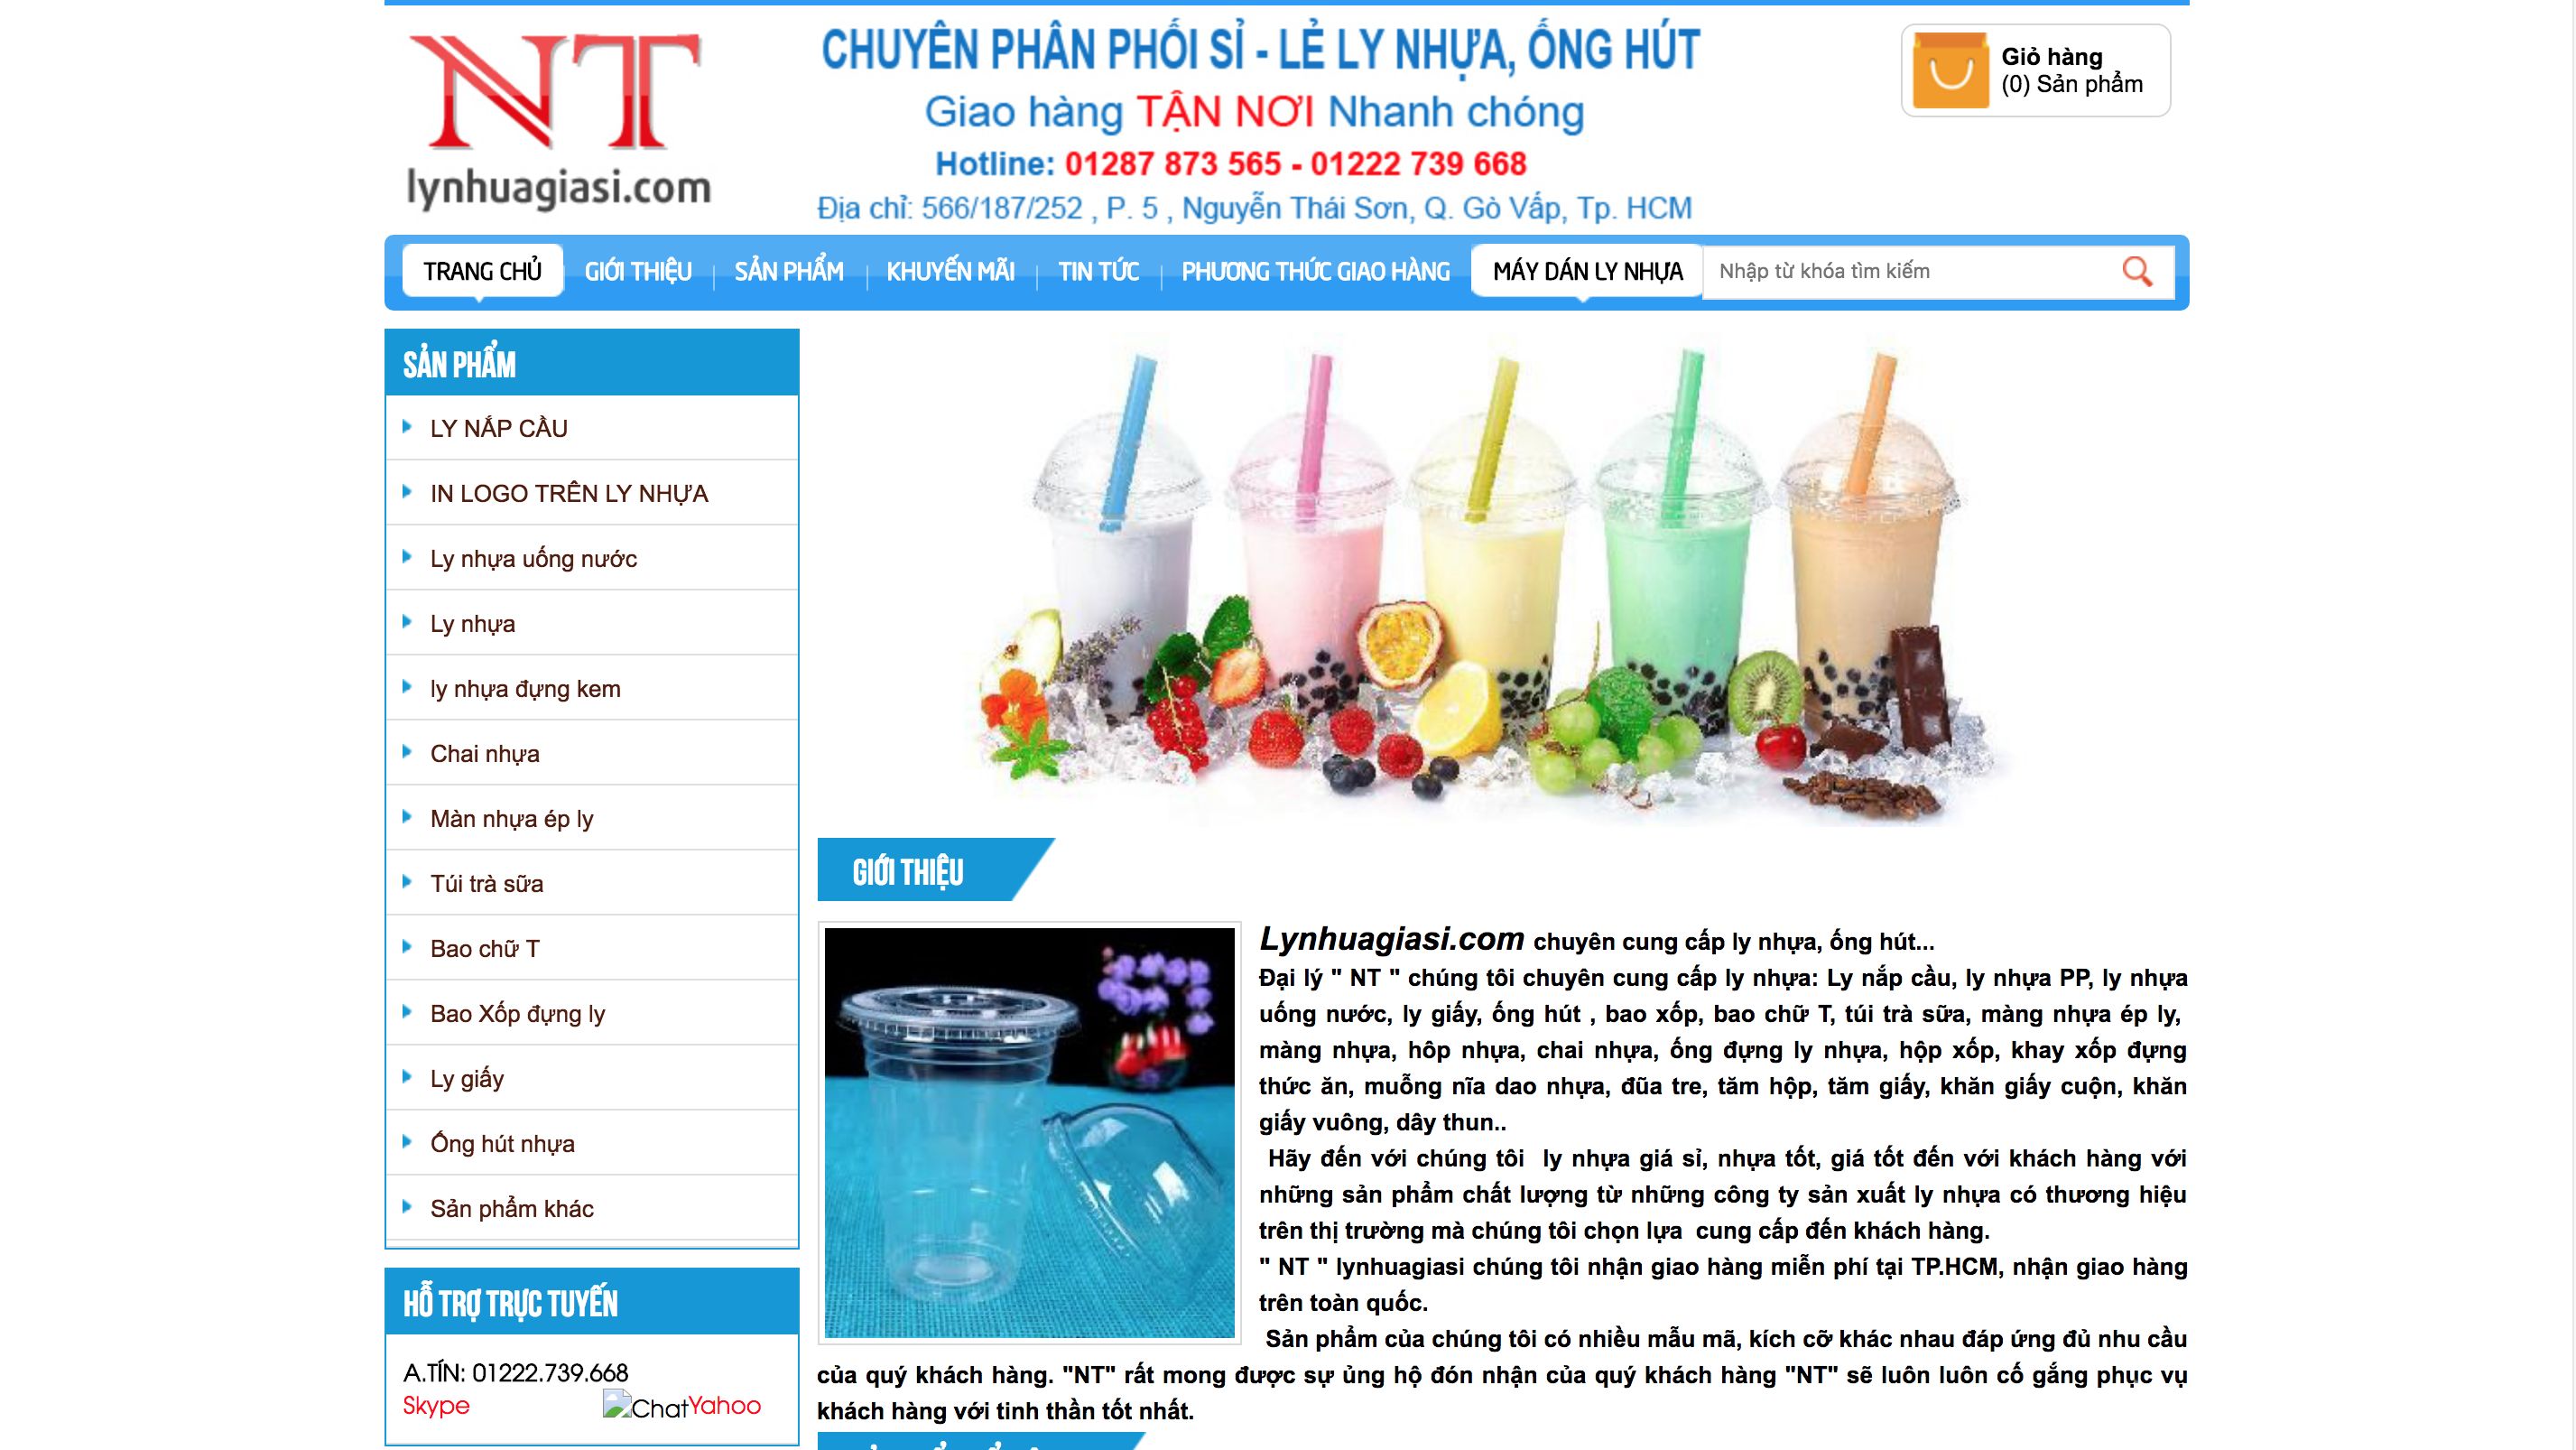 NT
lynhuagiasi.com
CHUYÊN PHÂN PHỐI SỈ - LẺ LY NHỰA, ỐNG HÚT
Giao hàng TẬN NƠI Nhanh chóng
Hotline: 01287 873 565 - 01222 739 668
Địa chỉ: 566/187/252 , P. 5 , Nguyễn Thái Sơn, Q. Gò Vấp, Tp. HCM
Giỏ hàng
(0) Sản phẩm
TRANG CHỦ GIỚI THIỆU SẢN PHẨM KHUYẾN MÃI TIN TỨC PHƯƠNG THỨC GIAO HÀNG MÁY DÁN LY NHỰA Nhập từ khóa tìm kiếm
SẢN PHẨM
LY NẮP CẦU
IN LOGO TRÊN LY NHỰA
Ly nhựa uống nước
Ly nhựa
ly nhựa đựng kem
Chai nhựa
Màn nhựa ép ly
Túi trà sữa
Bao chữ T
Bao Xốp đựng ly
Ly giấy
Ống hút nhựa
Sản phẩm khác
HỖ TRỢ TRỰC TUYẾN
A.TÍN: 01222.739.668
Skype ChatYahoo
GIỚI THIỆU
Lynhuagiasi.com chuyên cung cấp ly nhựa, ống hút...
Đại lý " NT " chúng tôi chuyên cung cấp ly nhựa: Ly nắp cầu, ly nhựa PP, ly nhựa
uống nước, ly giấy, ống hút , bao xốp, bao chữ T, túi trà sữa, màng nhựa ép ly,
màng nhựa, hôp nhựa, chai nhựa, ống đựng ly nhựa, hộp xốp, khay xốp đựng
thức ăn, muỗng nĩa dao nhựa, đũa tre, tăm hộp, tăm giấy, khăn giấy cuộn, khăn
giấy vuông, dây thun..
Hãy đến với chúng tôi ly nhựa giá sỉ, nhựa tốt, giá tốt đến với khách hàng với
những sản phẩm chất lượng từ những công ty sản xuất ly nhựa có thương hiệu
trên thị trường mà chúng tôi chọn lựa cung cấp đến khách hàng.
" NT " lynhuagiasi chúng tôi nhận giao hàng miễn phí tại TP.HCM, nhận giao hàng
trên toàn quốc.
Sản phẩm của chúng tôi có nhiều mẫu mã, kích cỡ khác nhau đáp ứng đủ nhu cầu
của quý khách hàng. "NT" rất mong được sự ủng hộ đón nhận của quý khách hàng "NT" sẽ luôn luôn cố gắng phục vụ
khách hàng với tinh thần tốt nhất.